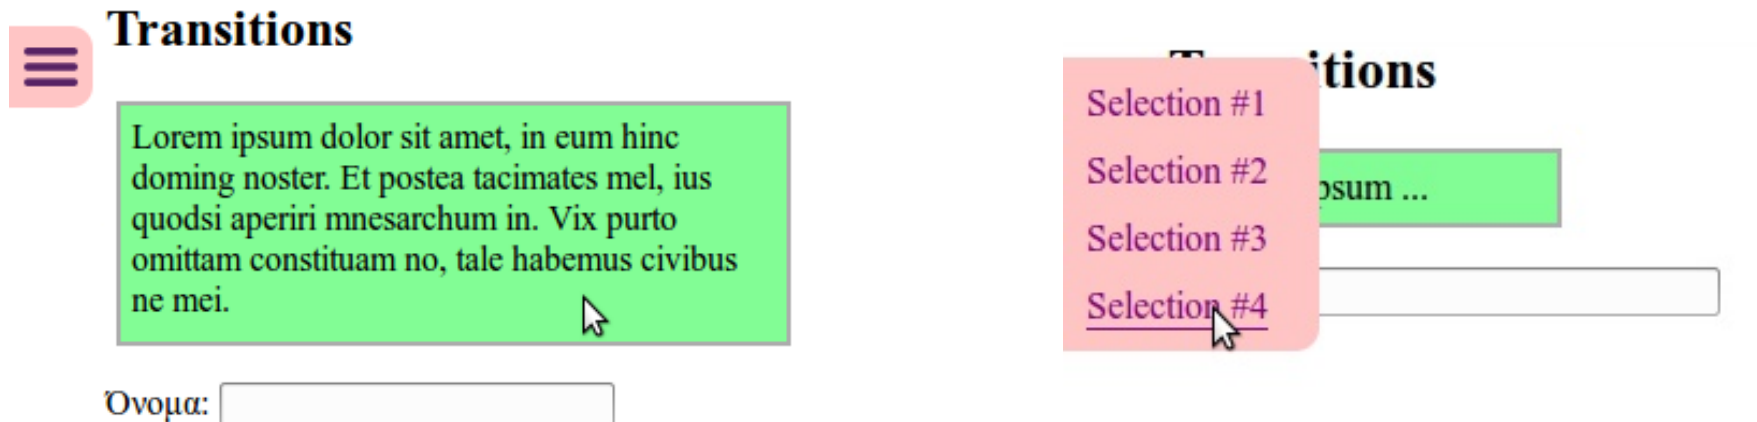 Transitions
Lorem ipsum dolor sit amet, in eum hinc
doming noster. Et postea tacimates mel, ius
quodsi aperiri mnesarchum in. Vix purto
omittam constituam no, tale habemus civibus
ne mei.
Όνομα:
itions
Selection #1
Selection #2
psum ...
Selection #3
Selection #4